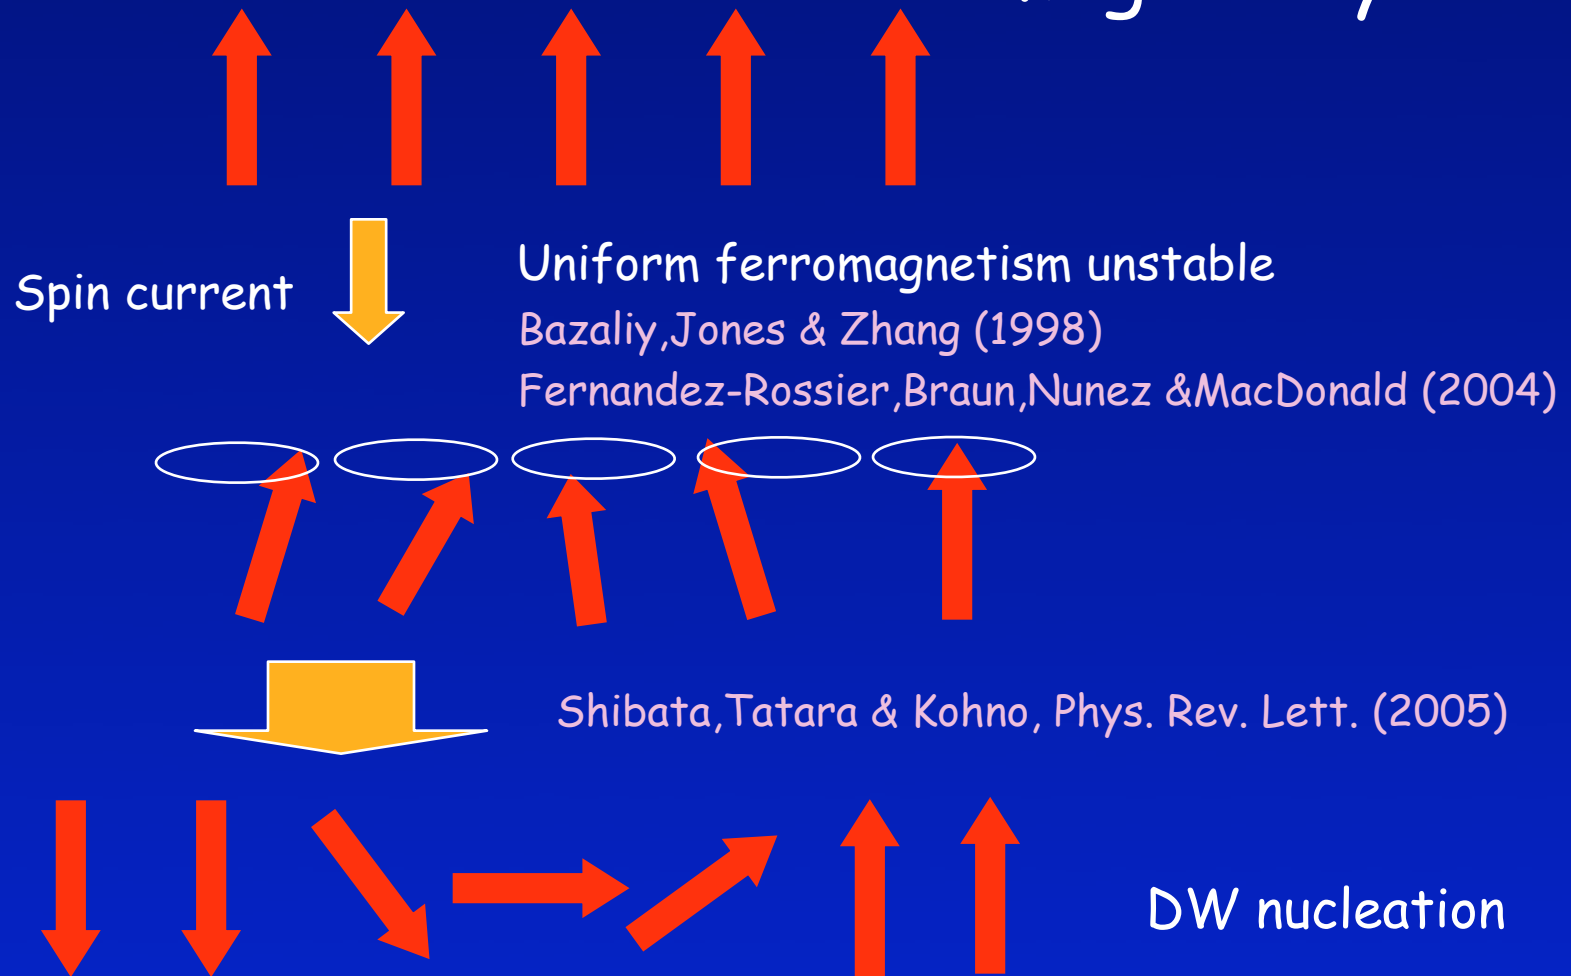 Spin current
Uniform ferromagnetism unstable
Bazaliy,Jones & Zhang (1998)
Fernandez-Rossier,Braun,Nunez &MacDonald (2004)
Shibata,Tatara & Kohno, Phys. Rev. Lett. (2005)
DW nucleation